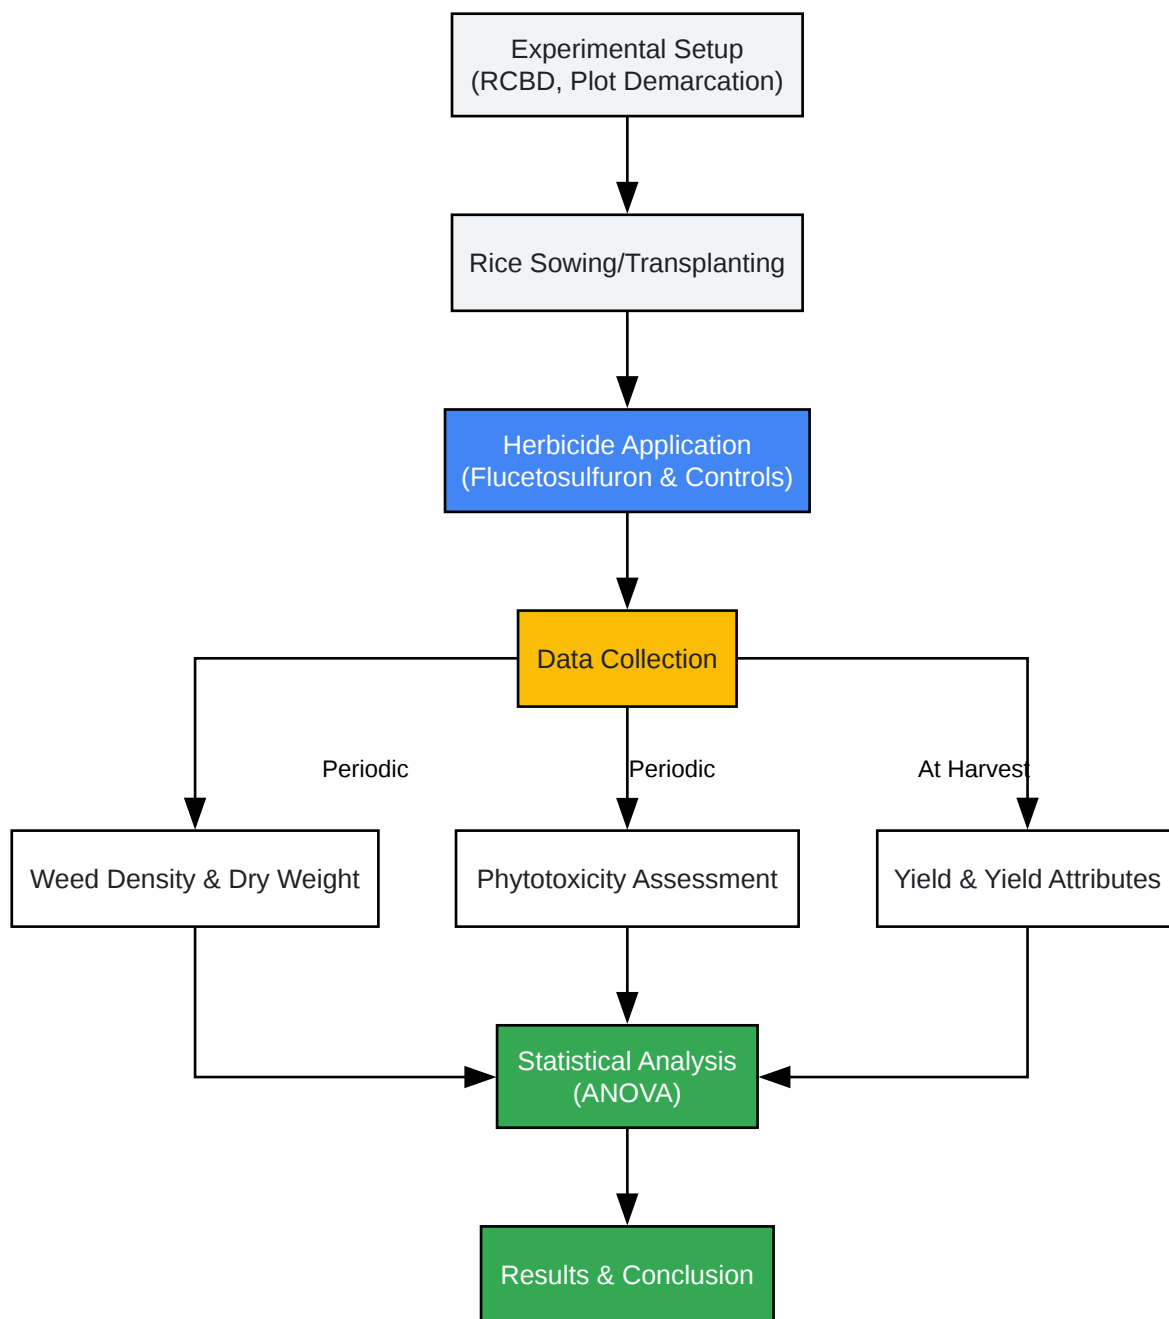 Experimental Setup
(RCBD, Plot Demarcation)
Rice Sowing/Transplanting
Herbicide Application
(Flucetosulfuron & Controls)
Data Collection
Periodic
Periodic
At Harvest
Weed Density & Dry Weight
Phytotoxicity Assessment
Yield & Yield Attributes
Statistical Analysis
(ANOVA)
Results & Conclusion